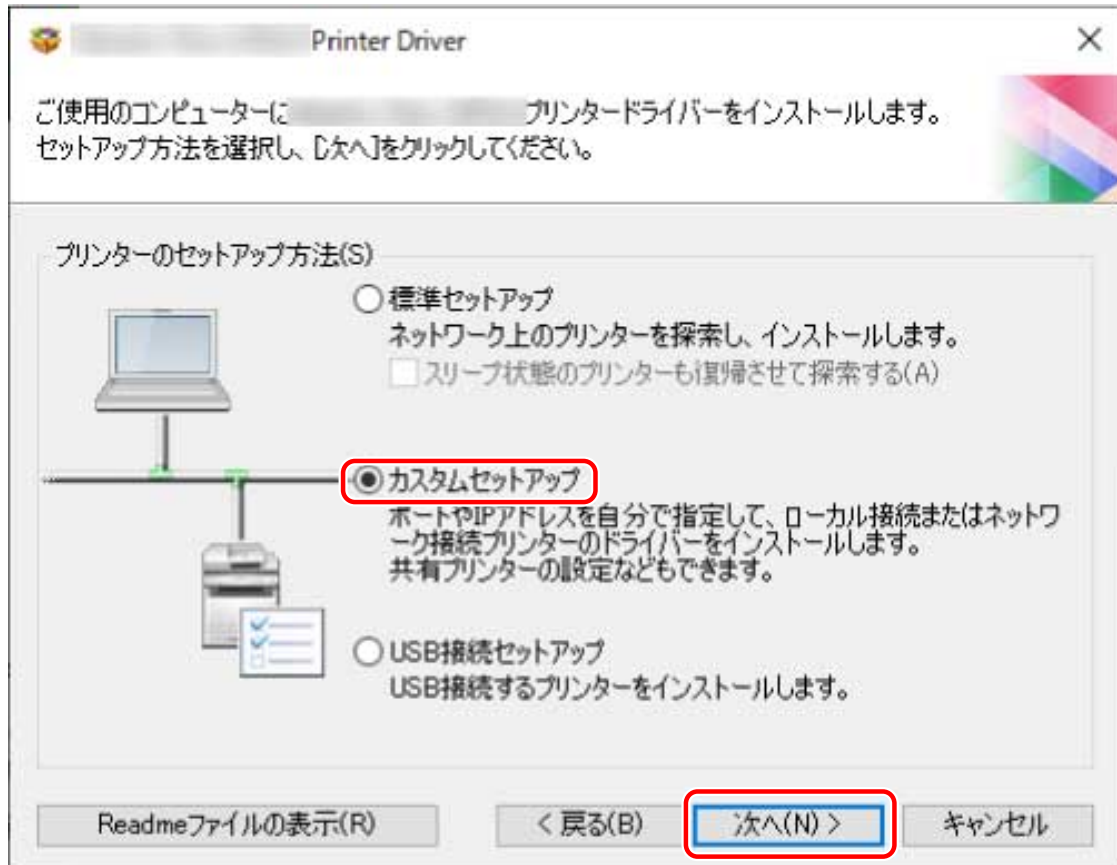 Printer Driver
ご使用のコンピューターに プリンタードライバーをインストールします。
セットアップ方法を選択し、[次へ]をクリックしてください。
プリンターのセットアップ方法(S)
標準セットアップ
ネットワーク上のプリンターを探索し、インストールします。
スリープ状態のプリンターも復帰させて探索する(A)
カスタムセットアップ
ポートやIPアドレスを自分で指定して、ローカル接続またはネットワ
ーク接続プリンターのドライバーをインストールします。
共有プリンターの設定などもできます。
USB接続セットアップ
USB接続するプリンターをインストールします。
Readmeファイルの表示(R)
< 戻る(B)
次へ(N) >
キャンセル